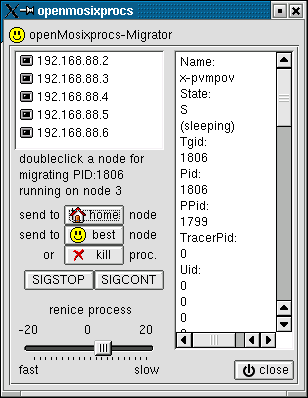 openmosixprocs
openMosixprocs-Migrator
192.168.88.2
192.168.88.3
192.168.88.4
192.168.88.5
192.168.88.6
doubleclick a node for
migrating PID:1806
running on node 3
send to home node
send to best node
or kill proc.
SIGSTOP SIGCONT
renice process
-20 0 20
fast slow
Name:
x-pvmpov
State:
S
(sleeping)
Tgid:
1806
Pid:
1806
PPid:
1799
TracerPid:
0
Uid:
0
0
0
close